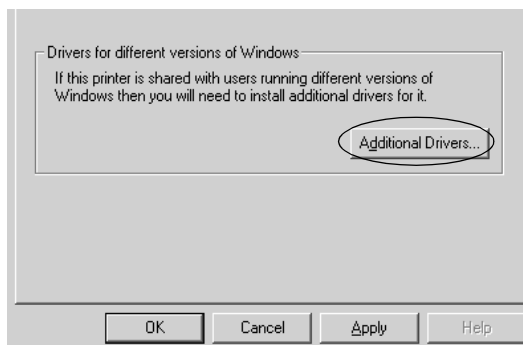 Drivers for different versions of Windows
If this printer is shared with users running different versions of
Windows then you will need to install additional drivers for it.
Additional Drivers...
OK Cancel Apply Help